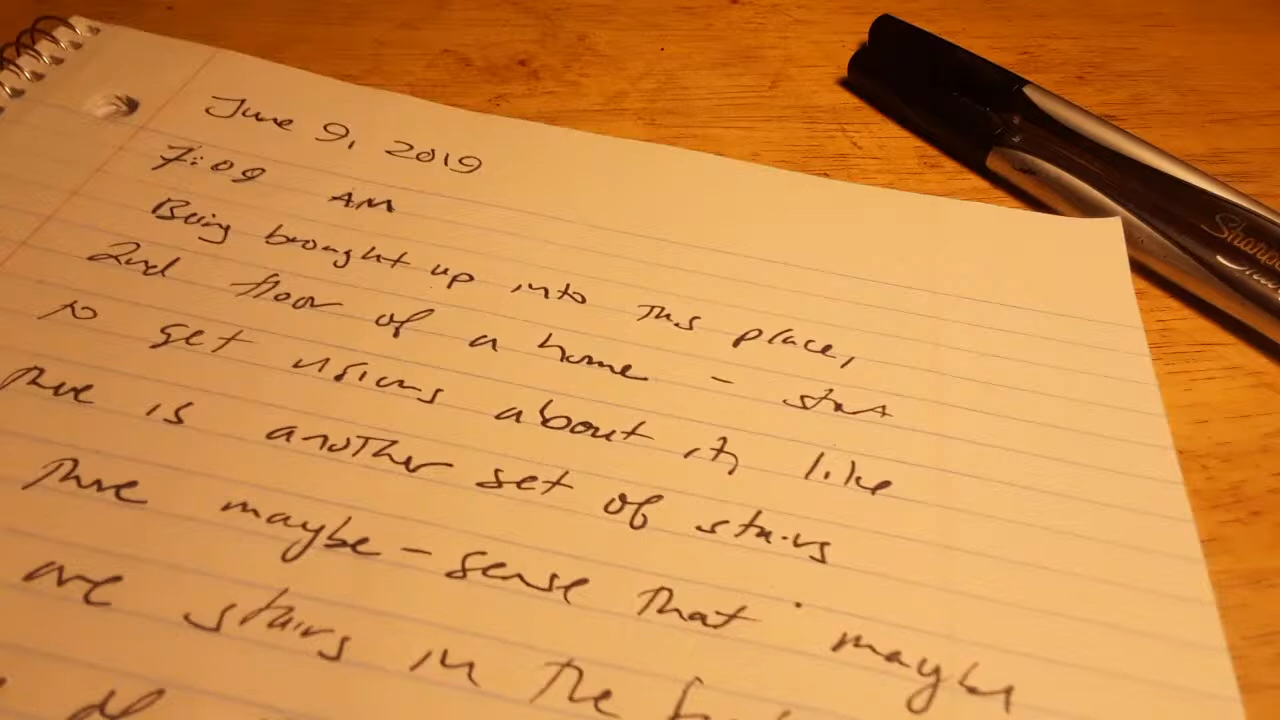 June 9, 2019
7:09 AM
Being brought up into this place,
2nd floor of a home - start
to get visions about it, like
there is another set of stairs
there maybe - sense that maybe
are stairs in the
Sharpie